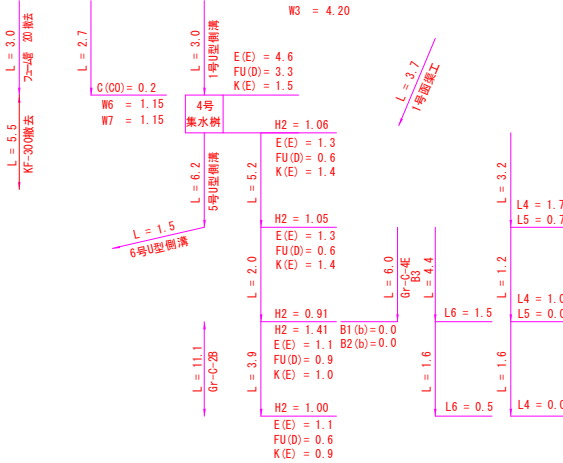 W3 = 4.20
L = 3.0
フューム管 200撤去
L = 2.7
L = 3.0
1号U型側溝
E(E) = 4.6
FU(D) = 3.3
K(E) = 1.5
L = 3.7
1号函渠工
C(CO) = 0.2
W6 = 1.15
W7 = 1.15
4号
集水桝
L = 5.5
KF-300撤去
H2 = 1.06
E(E) = 1.3
FU(D) = 0.6
K(E) = 1.4
L = 6.2
5号U型側溝
L = 5.2
L = 3.2
L = 1.5
6号U型側溝
L4 = 1.7
L5 = 0.7
H2 = 1.05
E(E) = 1.3
FU(D) = 0.6
K(E) = 1.4
L = 2.0
L = 6.0
Gr-C-4E
B3
L = 4.4
L = 1.2
L4 = 1.0
L5 = 0.0
H2 = 0.91
H2 = 1.41
B1(b)=0.0
B2(b)=0.0
L6 = 1.5
E(E) = 1.1
FU(D) = 0.9
K(E) = 1.0
L = 11.1
Gr-C-2B
L = 3.9
L = 1.6
L = 1.6
H2 = 1.00
L6 = 0.5
L4 = 0.0
E(E) = 1.1
FU(D) = 0.6
K(E) = 0.9